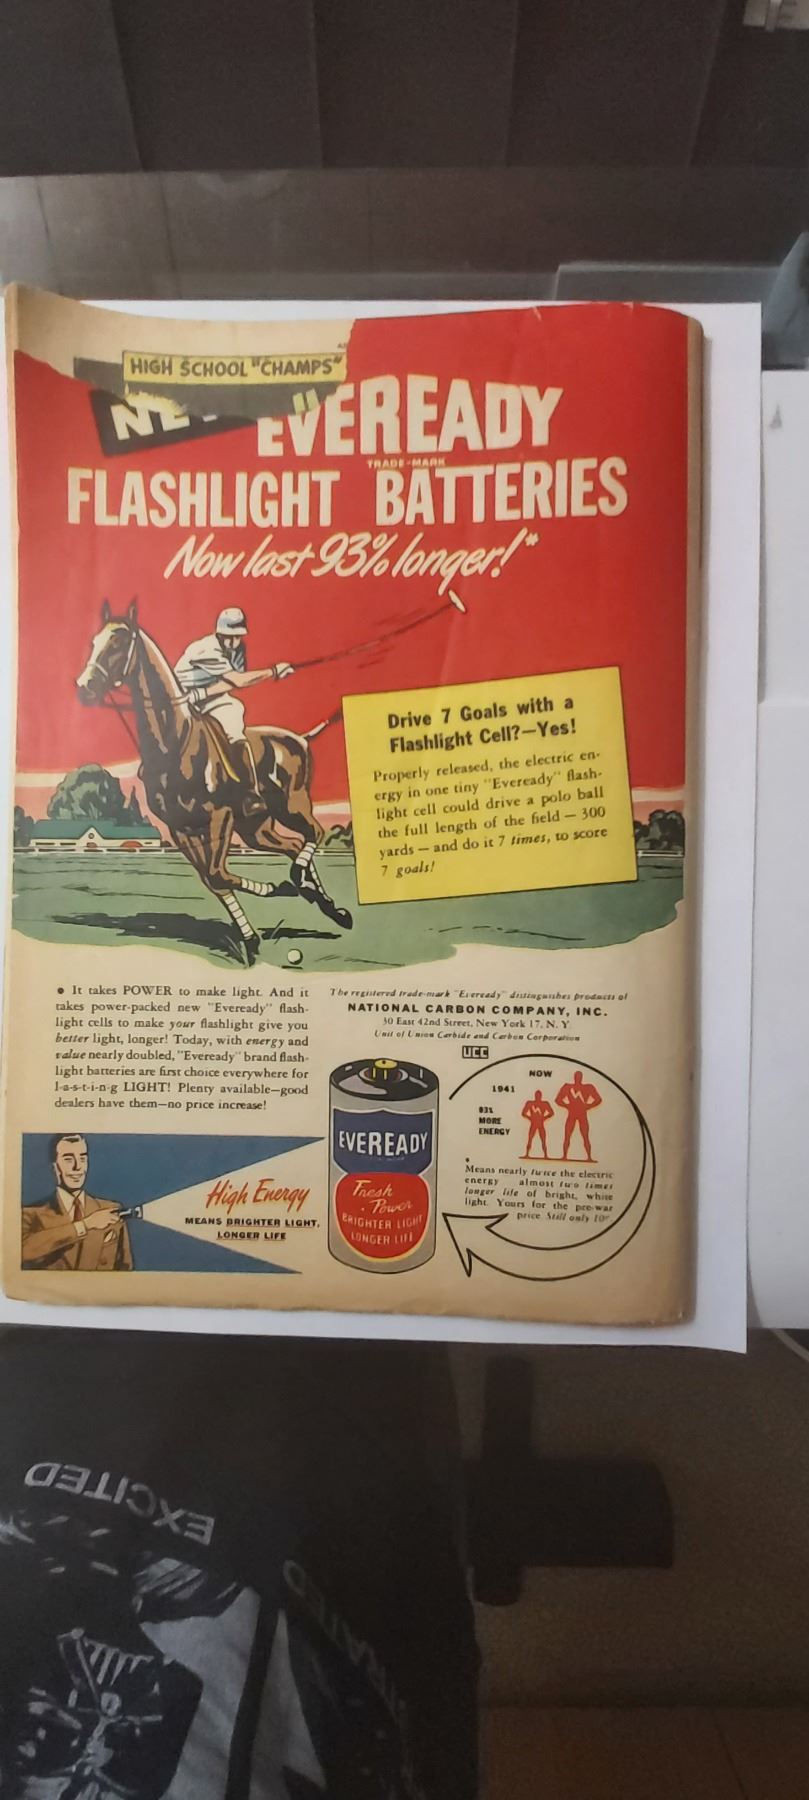 HIGH SCHOOL "CHAMPS"
EVEREADY
TRADE-MARK
FLASHLIGHT BATTERIES
Now last 93% longer!*
Drive 7 Goals with a
Flashlight Cell?—Yes!
Properly released, the electric en-
ergy in one tiny "Eveready" flash-
light cell could drive a polo ball
the full length of the field — 300
yards — and do it 7 times, to score
7 goals!
• It takes POWER to make light. And it
takes power-packed new "Eveready" flash-
light cells to make your flashlight give you
better light, longer! Today, with energy and
value nearly doubled, "Eveready" brand flash-
light batteries are first choice everywhere for
l-a-s-t-i-n-g LIGHT! Plenty available—good
dealers have them—no price increase!
The registered trade-mark "Eveready" distinguishes products of
NATIONAL CARBON COMPANY, INC.
30 East 42nd Street, New York 17, N. Y.
Unit of Union Carbide and Carbon Corporation
UCC
High Energy
MEANS BRIGHTER LIGHT,
LONGER LIFE
EVEREADY
Fresh
Power
BRIGHTER LIGHT
LONGER LIFE
NOW
1941
93%
MORE
ENERGY
*
Means nearly twice the electric
energy almost two times
longer life of bright, white
light. Yours for the pre-war
price Still only 10¢.
EXCITED